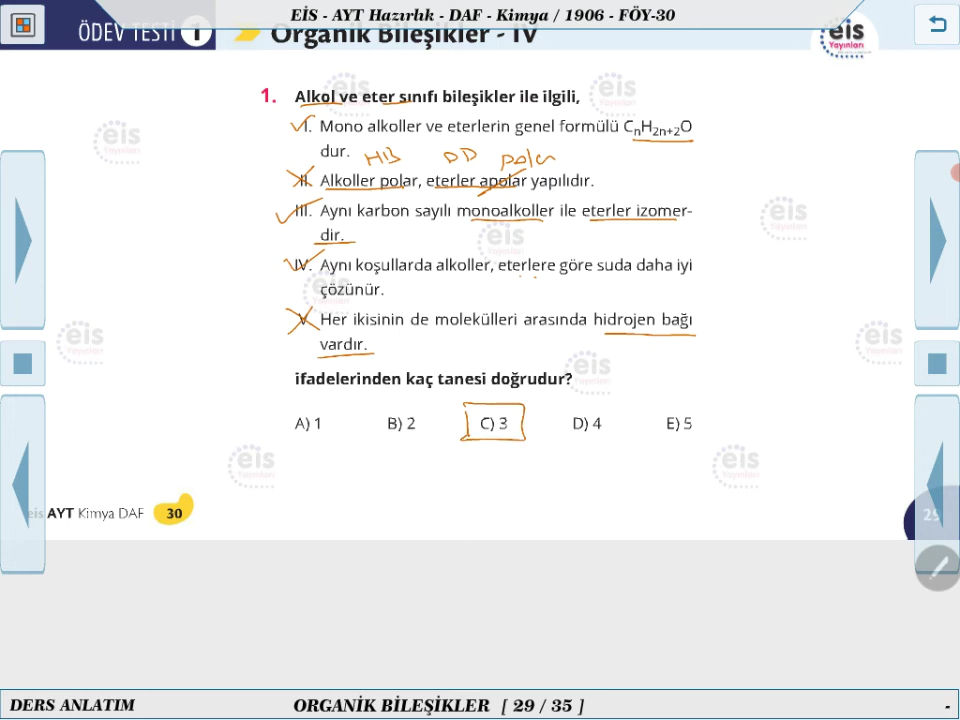 EİS - AYT Hazırlık - DAF - Kimya / 1906 - FÖY-30
ÖDEV TESTİ 1
Organik Bileşikler - IV
eis
Yayınları
1. Alkol ve eter sınıfı bileşikler ile ilgili,
I. Mono alkoller ve eterlerin genel formülü CnH2n+2O
dur.
HB DD polar
II. Alkoller polar, eterler apolar yapılıdır.
III. Aynı karbon sayılı monoalkoller ile eterler izomer-
dir.
IV. Aynı koşullarda alkoller, eterlere göre suda daha iyi
çözünür.
V. Her ikisinin de molekülleri arasında hidrojen bağı
vardır.
ifadelerinden kaç tanesi doğrudur?
A) 1 B) 2 C) 3 D) 4 E) 5
eis AYT Kimya DAF 30
29
DERS ANLATIM
ORGANİK BİLEŞİKLER [ 29 / 35 ]
-